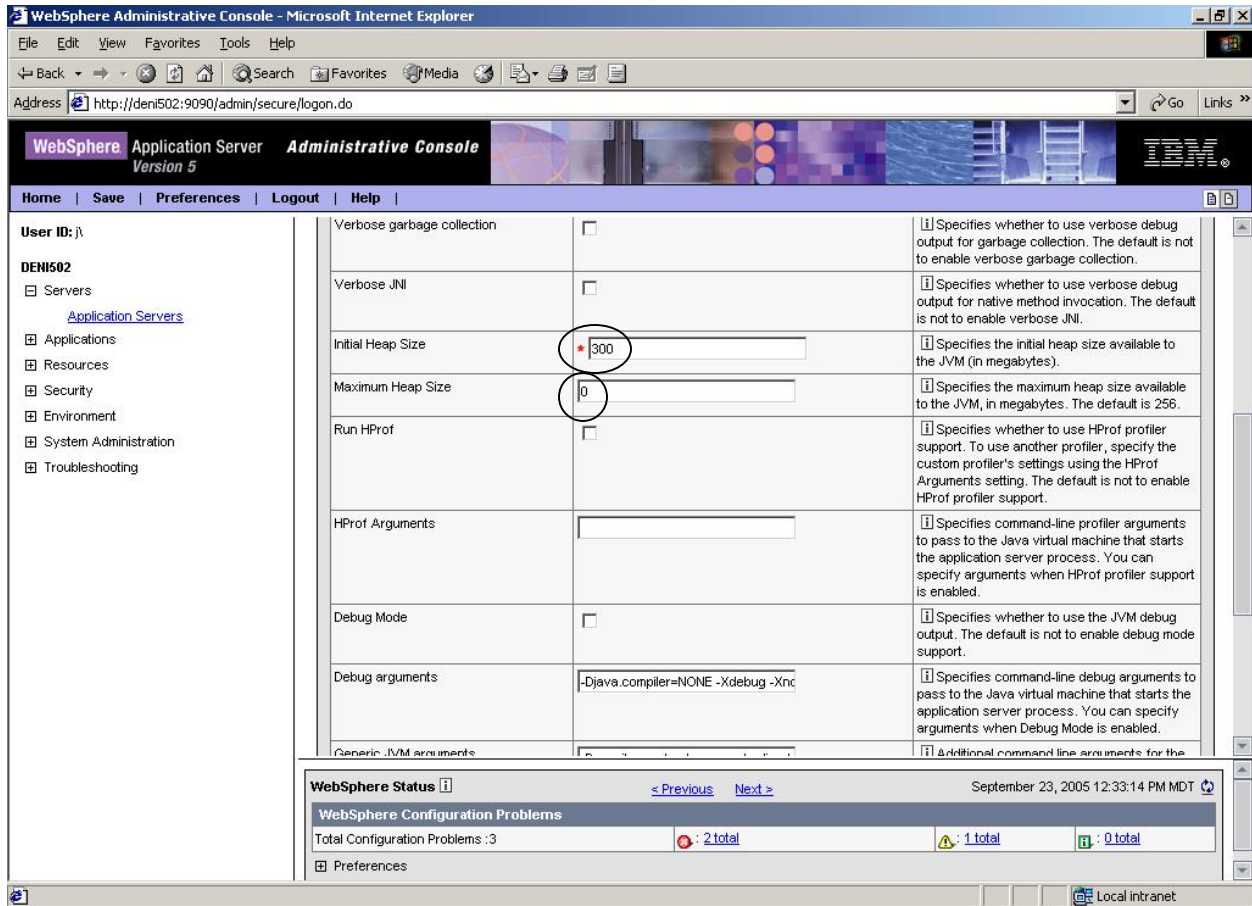 WebSphere Administrative Console - Microsoft Internet Explorer
File Edit View Favorites Tools Help
Back Search Favorites Media
Address http://deni502:9090/admin/secure/logon.do Go Links »
WebSphere Application Server Administrative Console
Version 5
IBM®
Home | Save | Preferences | Logout | Help |
User ID: j\
DENI502
Servers
Application Servers
Applications
Resources
Security
Environment
System Administration
Troubleshooting
Verbose garbage collection
i Specifies whether to use verbose debug
output for garbage collection. The default is not
to enable verbose garbage collection.
Verbose JNI
i Specifies whether to use verbose debug
output for native method invocation. The default
is not to enable verbose JNI.
Initial Heap Size
* 300
i Specifies the initial heap size available to
the JVM (in megabytes).
Maximum Heap Size
0
i Specifies the maximum heap size available
to the JVM, in megabytes. The default is 256.
Run HProf
i Specifies whether to use HProf profiler
support. To use another profiler, specify the
custom profiler's settings using the HProf
Arguments setting. The default is not to enable
HProf profiler support.
HProf Arguments
i Specifies command-line profiler arguments
to pass to the Java virtual machine that starts
the application server process. You can
specify arguments when HProf profiler support
is enabled.
Debug Mode
i Specifies whether to use the JVM debug
output. The default is not to enable debug mode
support.
Debug arguments
-Djava.compiler=NONE -Xdebug -Xno
i Specifies command-line debug arguments to
pass to the Java virtual machine that starts the
application server process. You can specify
arguments when Debug Mode is enabled.
Generic JVM arguments
i Additional command line arguments for the
WebSphere Status i < Previous Next > September 23, 2005 12:33:14 PM MDT
WebSphere Configuration Problems
Total Configuration Problems :3 : 2 total : 1 total : 0 total
Preferences
Local intranet